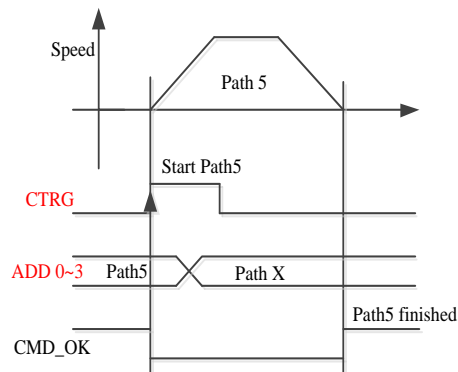 Speed
Path 5
Start Path5
CTRG
ADD 0~3
Path5
Path X
Path5 finished
CMD_OK